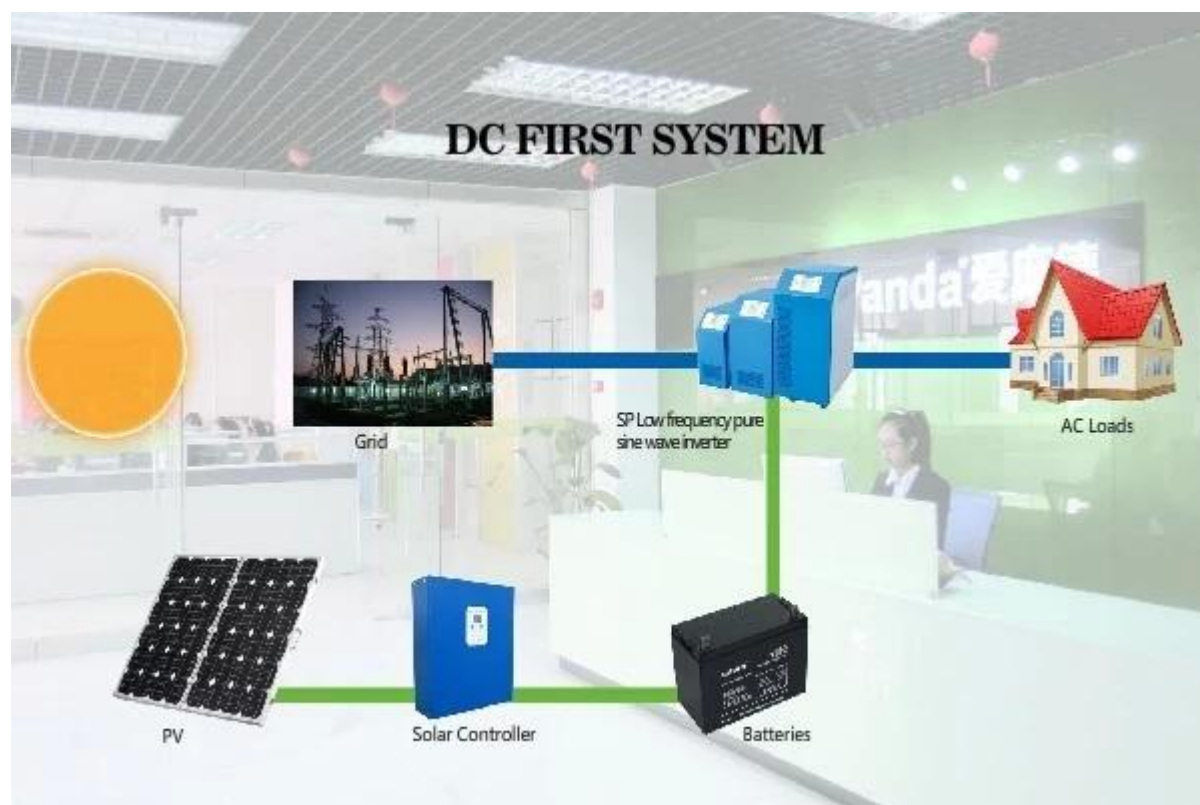 DC FIRST SYSTEM
Grid
SP Low frequency pure
sine wave inverter
AC Loads
PV
Solar Controller
Batteries